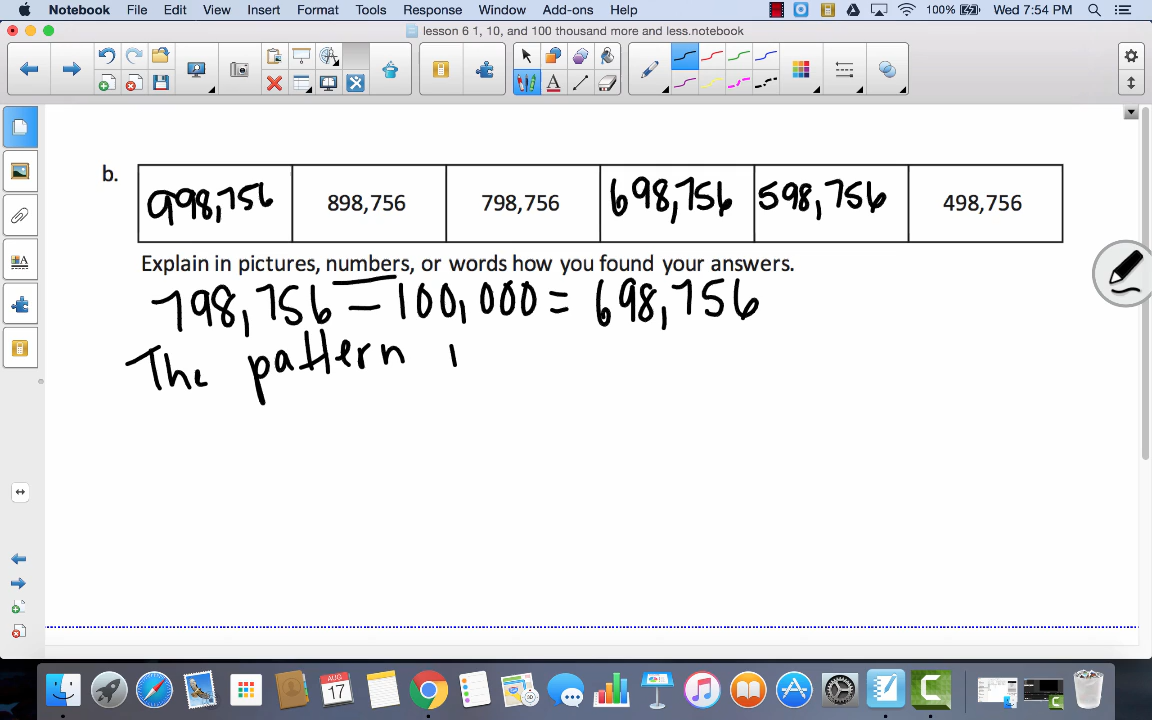 Notebook File Edit View Insert Format Tools Response Window Add-ons Help 100% Wed 7:54 PM
lesson 6 1, 10, and 100 thousand more and less.notebook
b. 998,756 898,756 798,756 698,756 598,756 498,756
Explain in pictures, numbers, or words how you found your answers.
798,756 – 100,000 = 698,756
The pattern
AUG
17